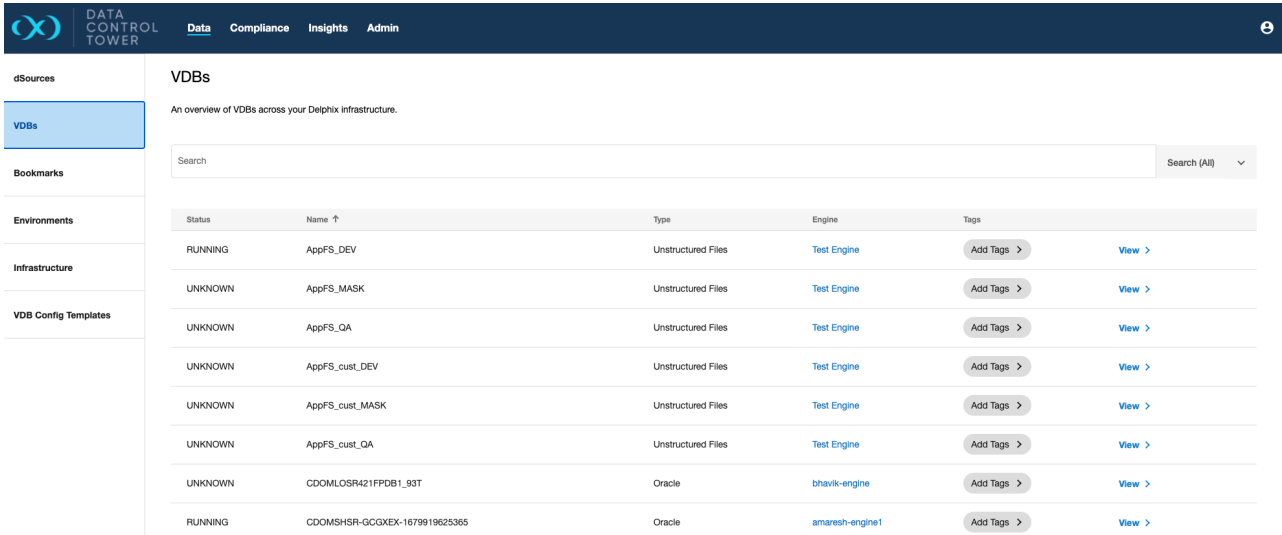 DATA
CONTROL
TOWER
Data Compliance Insights Admin
dSources
VDBs
Bookmarks
Environments
Infrastructure
VDB Config Templates
VDBs
An overview of VDBs across your Delphix infrastructure.
Search Search (All)
Status Name ↑ Type Engine Tags
RUNNING AppFS_DEV Unstructured Files Test Engine Add Tags > View >
UNKNOWN AppFS_MASK Unstructured Files Test Engine Add Tags > View >
UNKNOWN AppFS_QA Unstructured Files Test Engine Add Tags > View >
UNKNOWN AppFS_cust_DEV Unstructured Files Test Engine Add Tags > View >
UNKNOWN AppFS_cust_MASK Unstructured Files Test Engine Add Tags > View >
UNKNOWN AppFS_cust_QA Unstructured Files Test Engine Add Tags > View >
UNKNOWN CDOMLOSR421FPDB1_93T Oracle bhavik-engine Add Tags > View >
RUNNING CDOMSHSR-GCGXEX-1679919625365 Oracle amaresh-engine1 Add Tags > View >